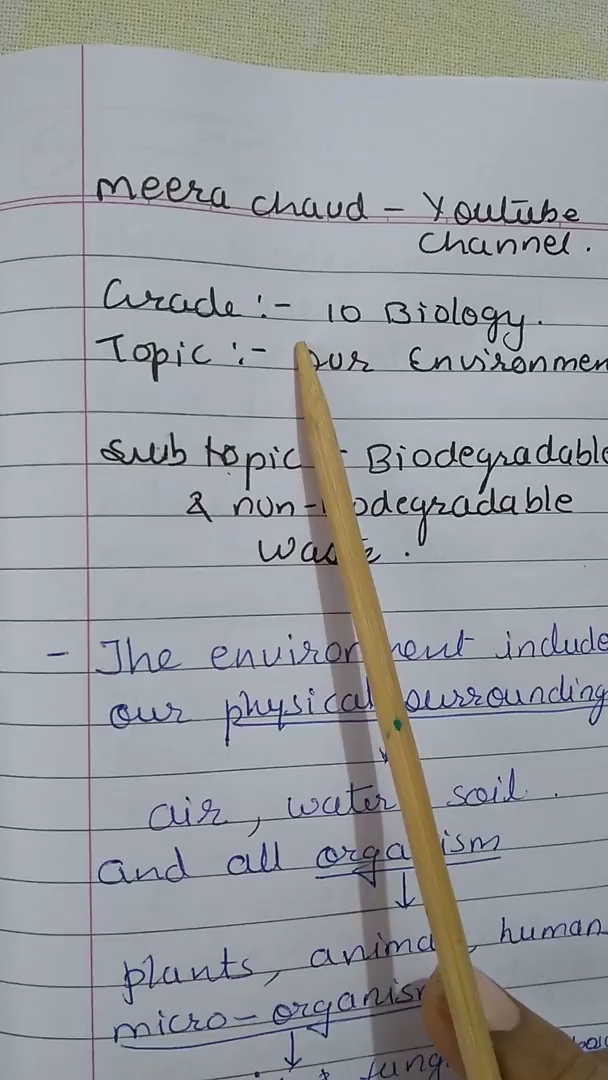 meera chaud - Youtube
channel.
Grade :- 10 Biology.
Topic :- our Environmen
Sub topic - Biodegradable
& non-biodegradable
waste.
- The environment include
our physical surrounding
air, water soil.
and all organism
plants, animal, human
micro-organism
& fung